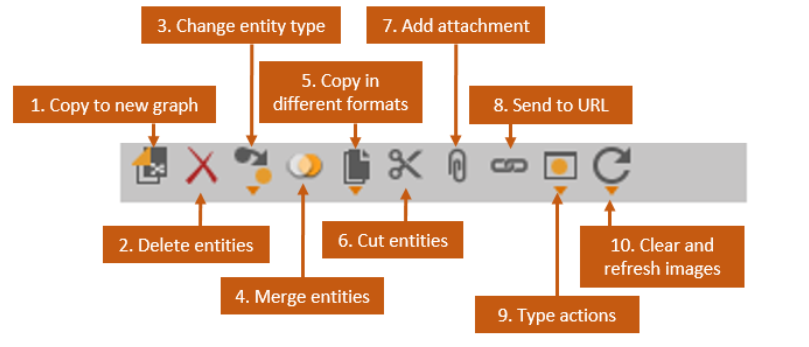 1. Copy to new graph
2. Delete entities
3. Change entity type
4. Merge entities
5. Copy in
different formats
6. Cut entities
7. Add attachment
8. Send to URL
9. Type actions
10. Clear and
refresh images